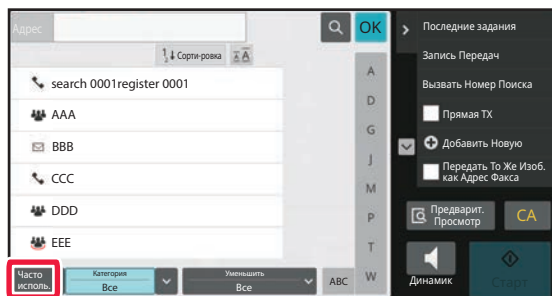 Адрес
OK
Сорти-ровка
search 0001register 0001
AAA
BBB
CCC
DDD
EEE
A
D
G
J
M
P
T
W
Часто
исполь.
Категория
Все
Уменьшить
Все
ABC
Последние задания
Запись Передач
Вызвать Номер Поиска
Прямая TX
Добавить Новую
Передать То Же Изоб.
как Адрес Факса
Предварит.
Просмотр
CA
Динамик
Старт